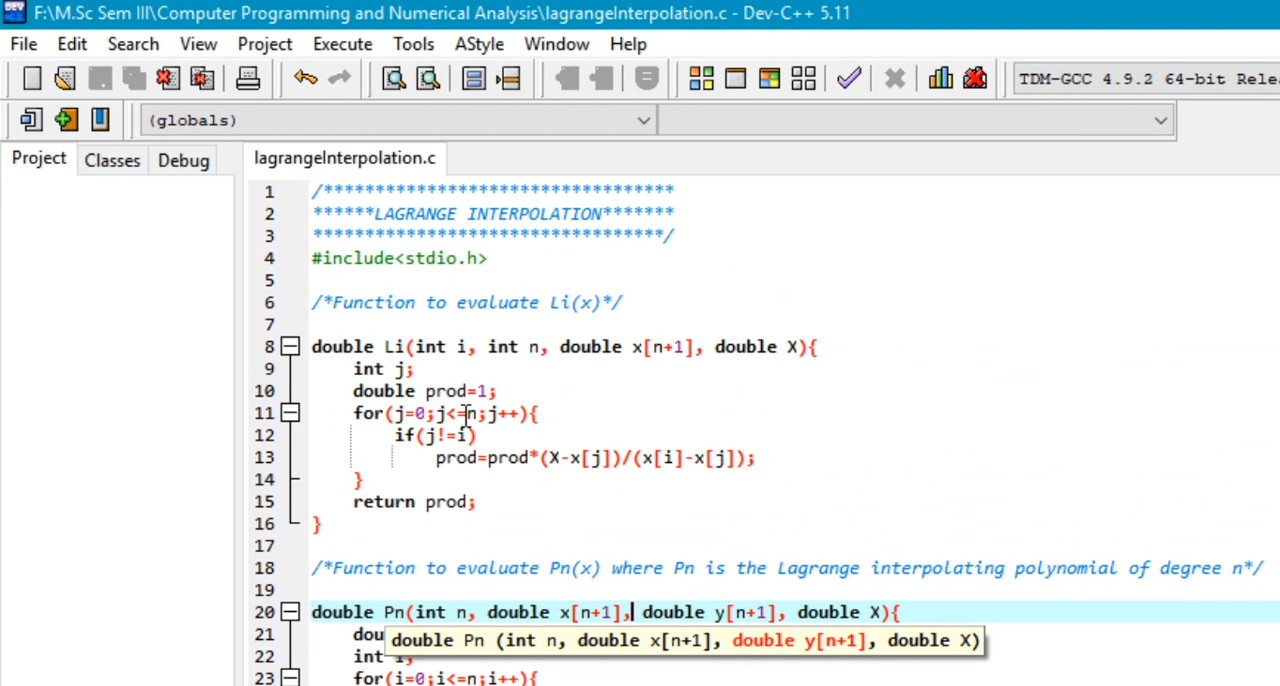 F:\M.Sc Sem III\Computer Programming and Numerical Analysis\lagrangeInterpolation.c - Dev-C++ 5.11
File Edit Search View Project Execute Tools AStyle Window Help
TDM-GCC 4.9.2 64-bit Rele
(globals)
Project Classes Debug
lagrangeInterpolation.c
1 /**********************************
2 ******LAGRANGE INTERPOLATION*******
3 **********************************/
4 #include<stdio.h>
5
6 /*Function to evaluate Li(x)*/
7
8 double Li(int i, int n, double x[n+1], double X){
9 int j;
10 double prod=1;
11 for(j=0;j<=n;j++){
12 if(j!=i)
13 prod=prod*(X-x[j])/(x[i]-x[j]);
14 }
15 return prod;
16 }
17
18 /*Function to evaluate Pn(x) where Pn is the Lagrange interpolating polynomial of degree n*/
19
20 double Pn(int n, double x[n+1], double y[n+1], double X){
21 dou
double Pn (int n, double x[n+1], double y[n+1], double X)
22 int i;
23 for(i=0;i<=n;i++){